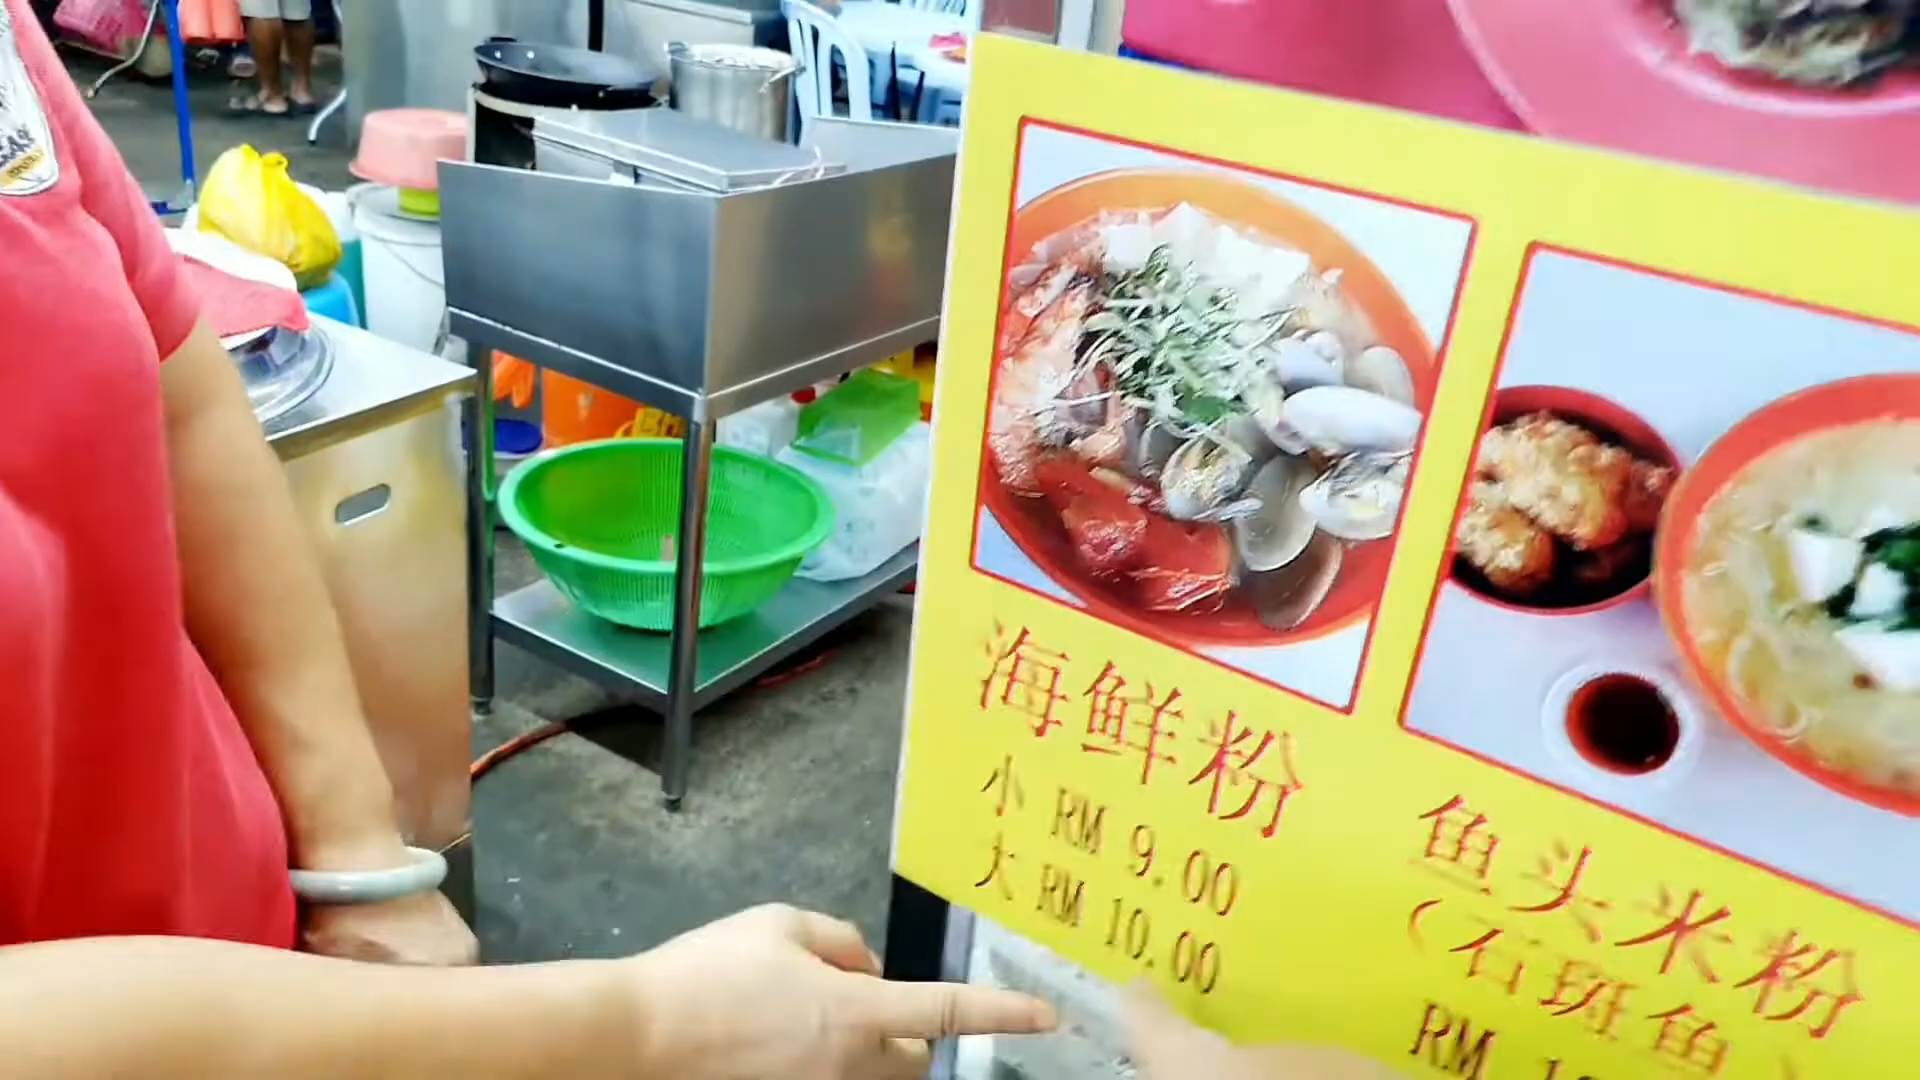 海鲜粉
小 RM 9.00
大 RM 10.00
鱼头米粉
(石斑鱼)
RM